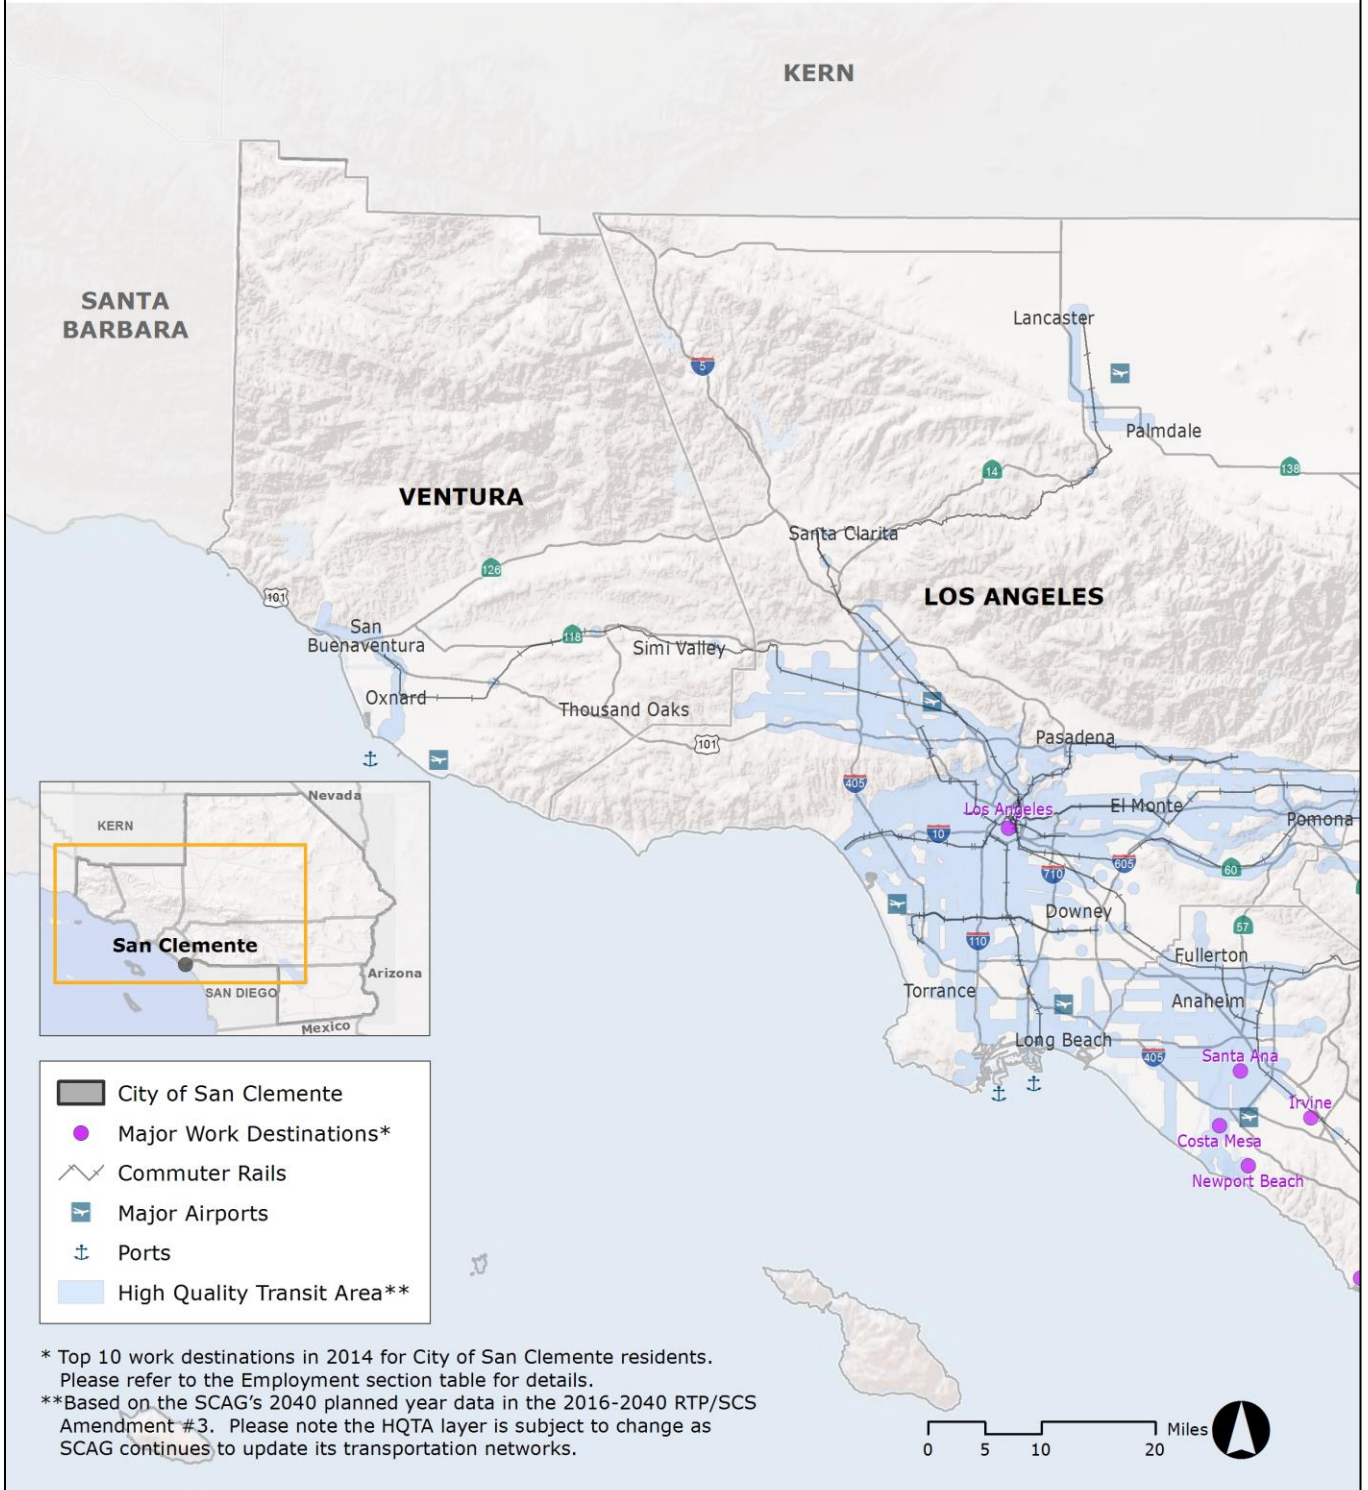 KERN
SANTA
BARBARA
Lancaster
5
Palmdale
14
138
VENTURA
Santa Clarita
126
LOS ANGELES
101
San
Buenaventura
118
Simi Valley
Oxnard
Thousand Oaks
101
Pasadena
405
Los Angeles
El Monte
Pomona
10
605
60
710
Downey
57
110
Fullerton
Torrance
Anaheim
Long Beach
405
Santa Ana
Irvine
Costa Mesa
Newport Beach
Nevada
KERN
San Clemente
Arizona
SAN DIEGO
Mexico
City of San Clemente
Major Work Destinations*
Commuter Rails
Major Airports
Ports
High Quality Transit Area**
* Top 10 work destinations in 2014 for City of San Clemente residents.
Please refer to the Employment section table for details.
**Based on the SCAG's 2040 planned year data in the 2016-2040 RTP/SCS
Amendment #3. Please note the HQTA layer is subject to change as
SCAG continues to update its transportation networks.
Miles
0 5 10 20